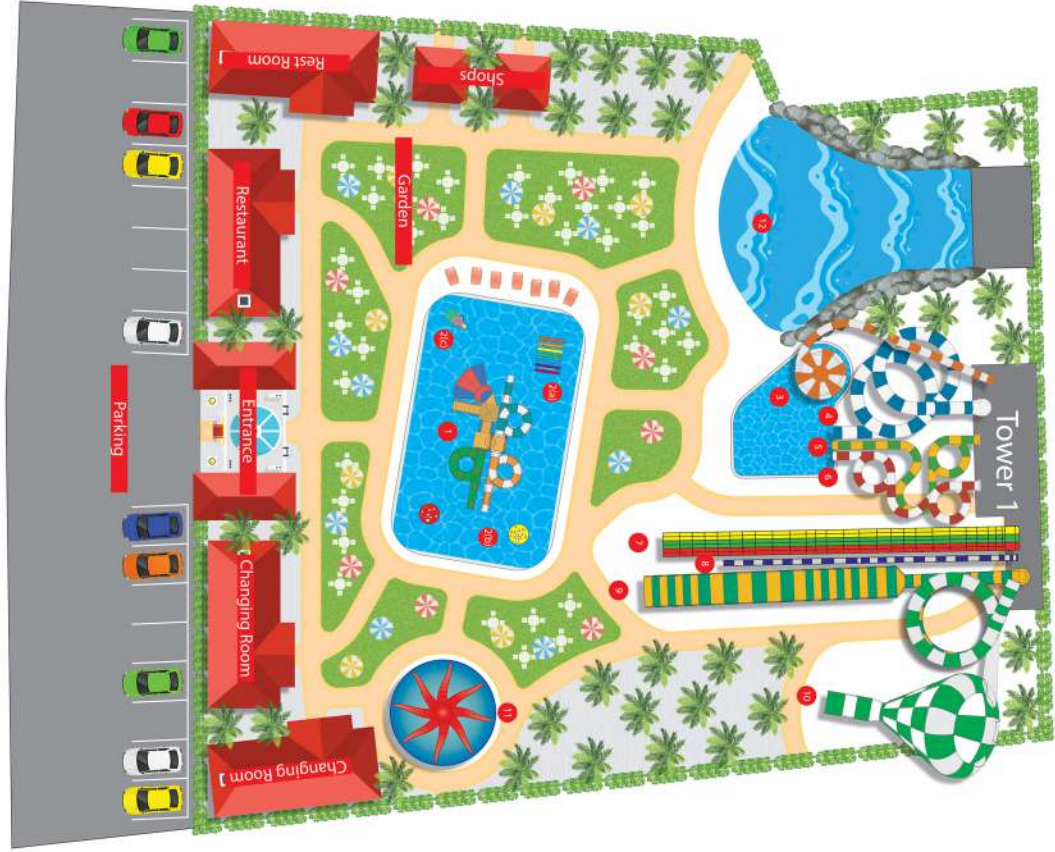 Rest Room
Shops
Restaurant
Garden
12
2(c)
2(a)
3
4
5
6
Tower 1
1
Entrance
Parking
2(b)
7
8
9
Changing Room
10
11
Changing Room